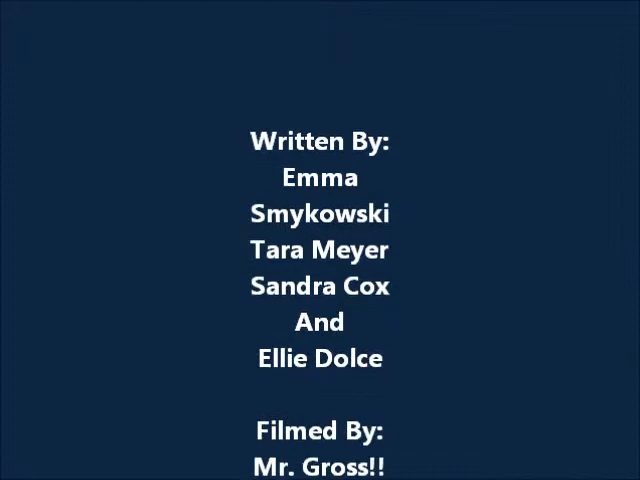 Written By:
Emma
Smykowski
Tara Meyer
Sandra Cox
And
Ellie Dolce
Filmed By:
Mr. Gross!!